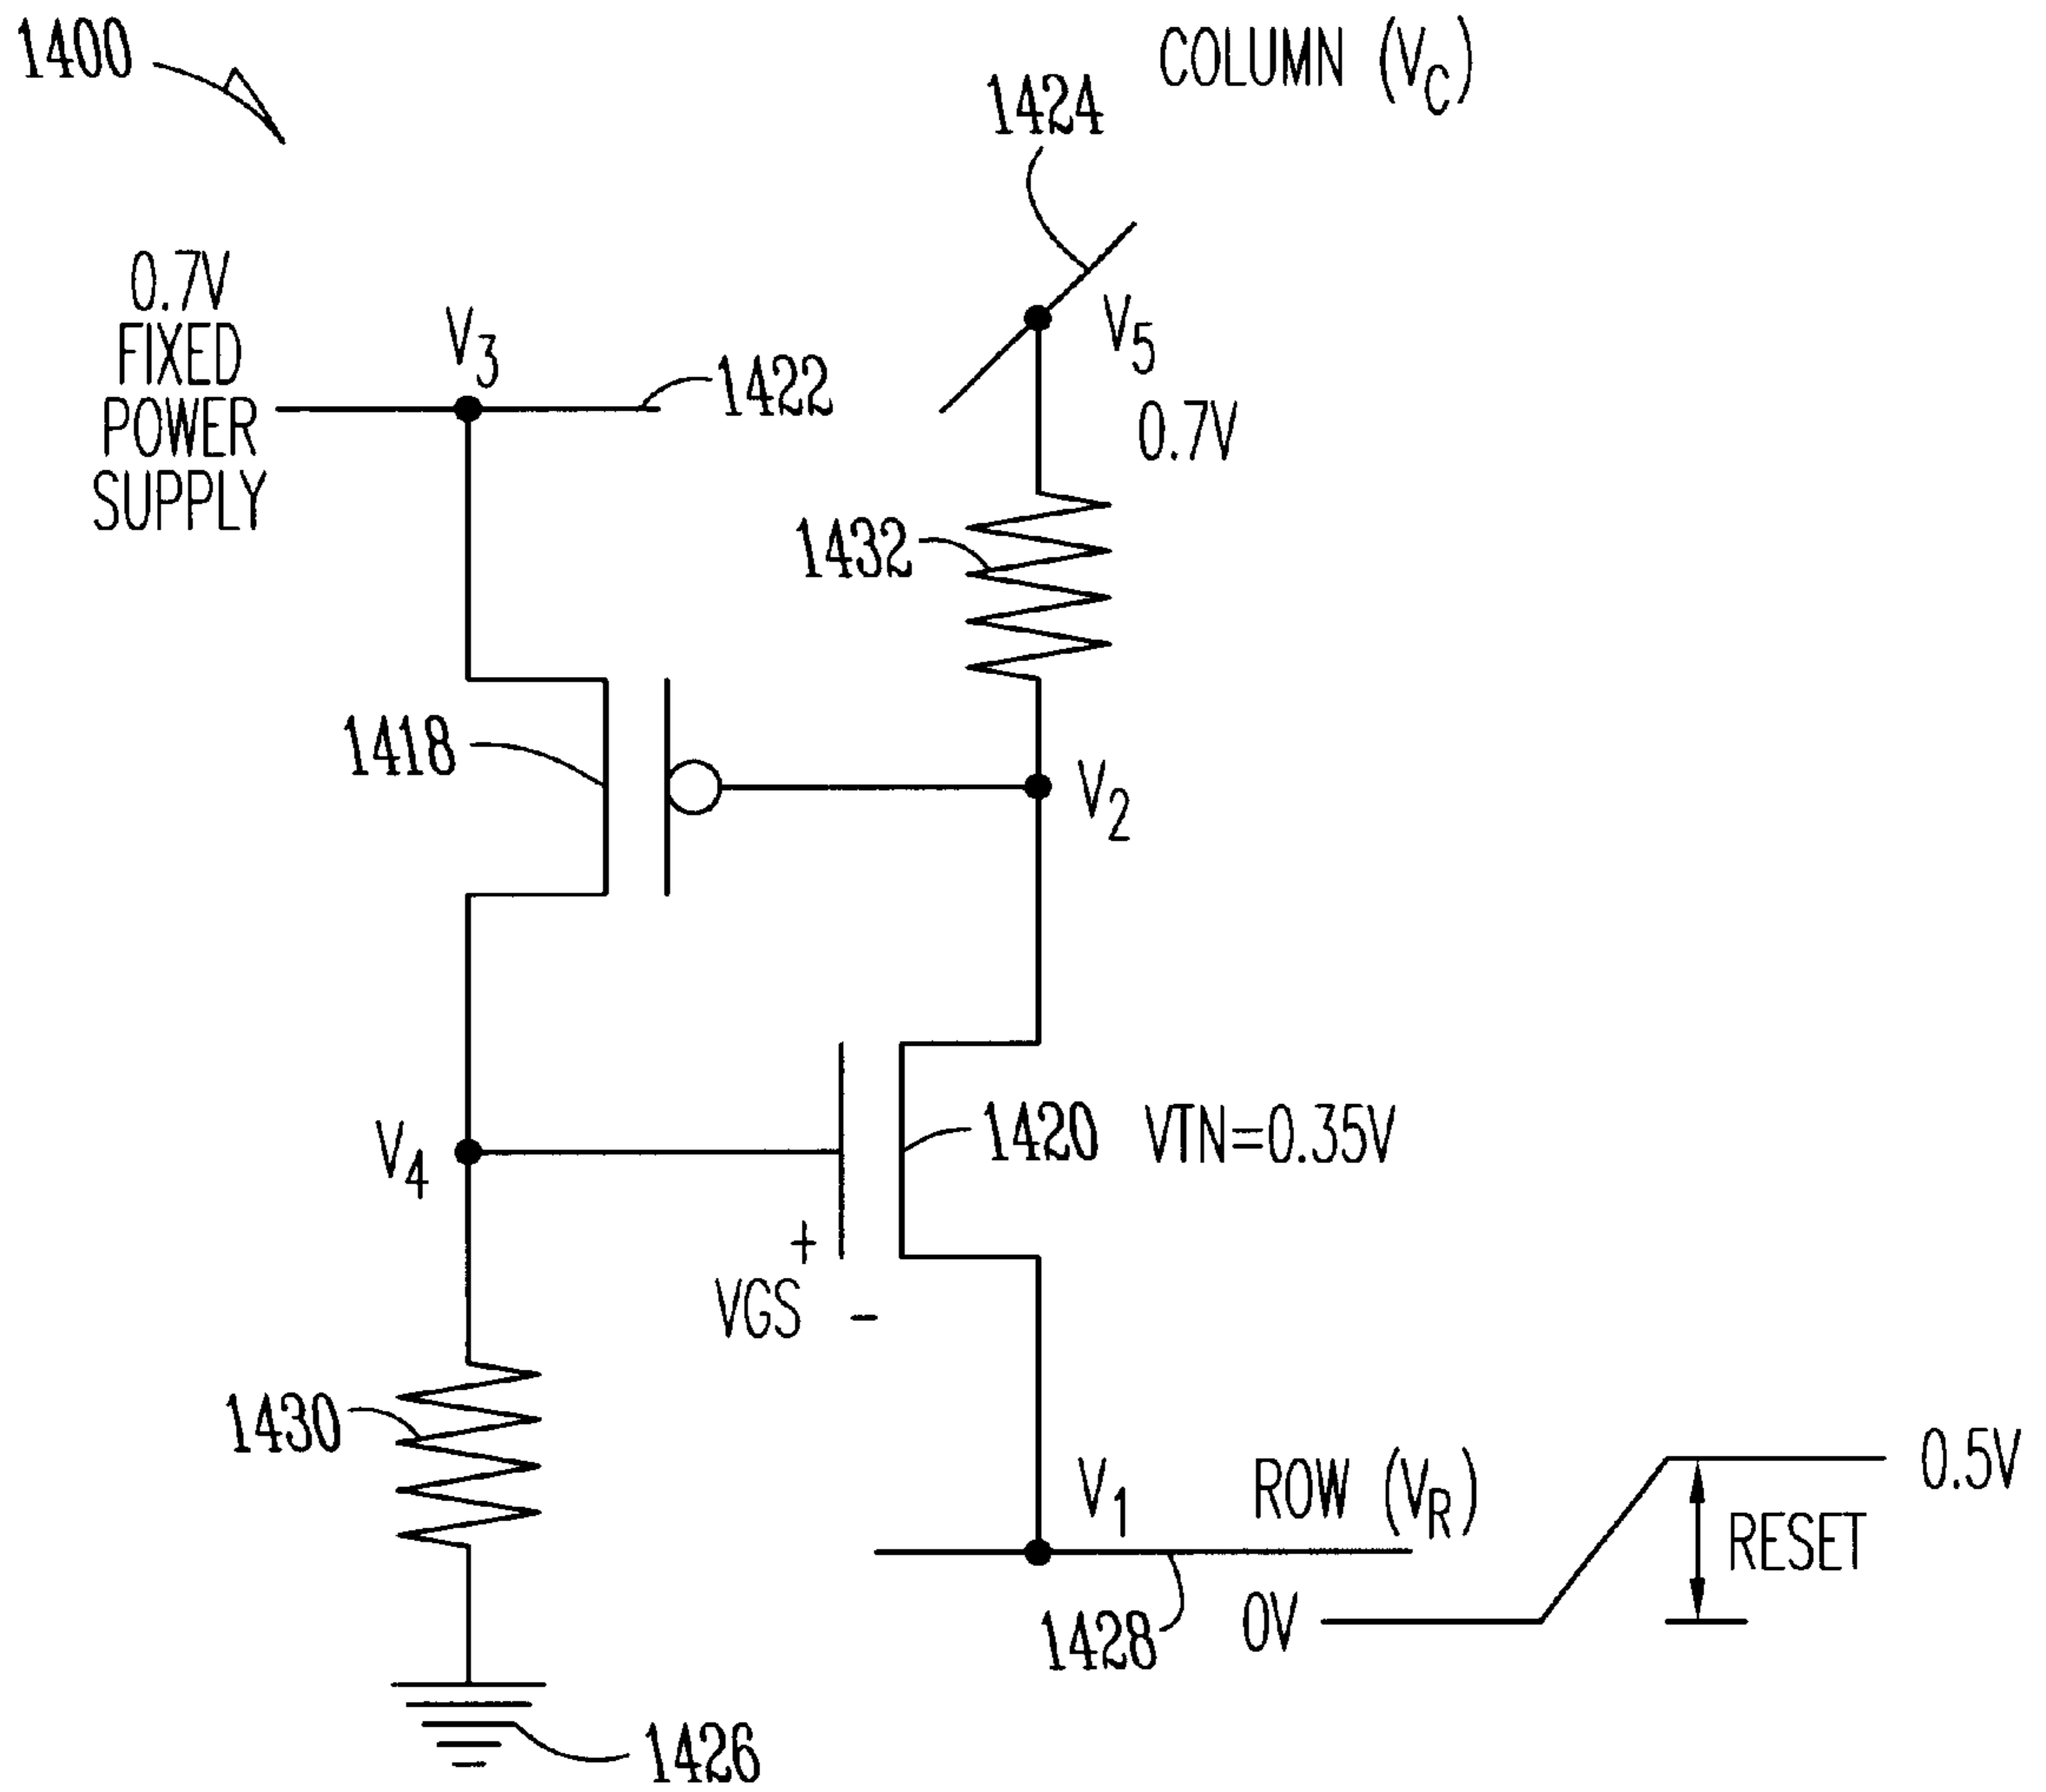 1400
COLUMN (VC)
1424
0.7V
FIXED
POWER
SUPPLY
V3
1422
V5
0.7V
1432
1418
V2
1420 VTN=0.35V
V4
+
VGS -
1430
V1 ROW (VR)
0.5V
RESET
0V
1428
1426